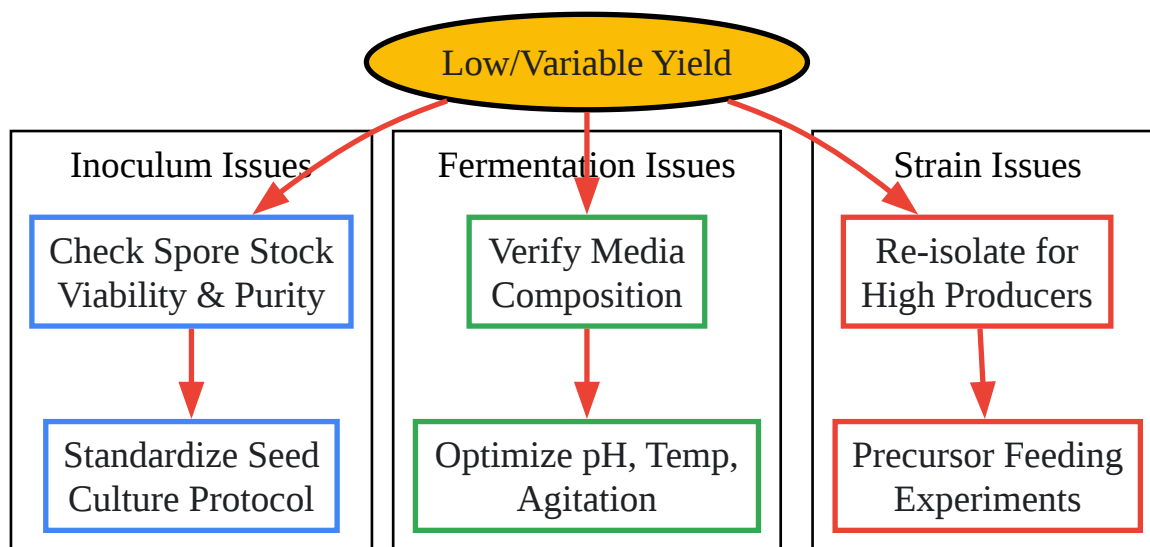 Low/Variable Yield
Inoculum Issues
Check Spore Stock
Viability & Purity
Standardize Seed
Culture Protocol
Fermentation Issues
Verify Media
Composition
Optimize pH, Temp,
Agitation
Strain Issues
Re-isolate for
High Producers
Precursor Feeding
Experiments